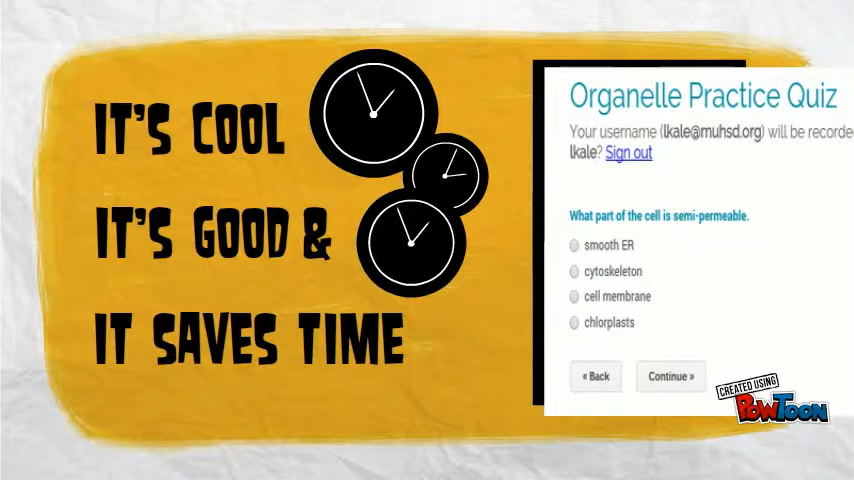 IT'S COOL
IT'S GOOD &
IT SAVES TIME
Organelle Practice Quiz
Your username (lkale@muhsd.org) will be recorde
lkale? Sign out
What part of the cell is semi-permeable.
smooth ER
cytoskeleton
cell membrane
chlorplasts
« Back
Continue »
CREATED USING
POWTOON